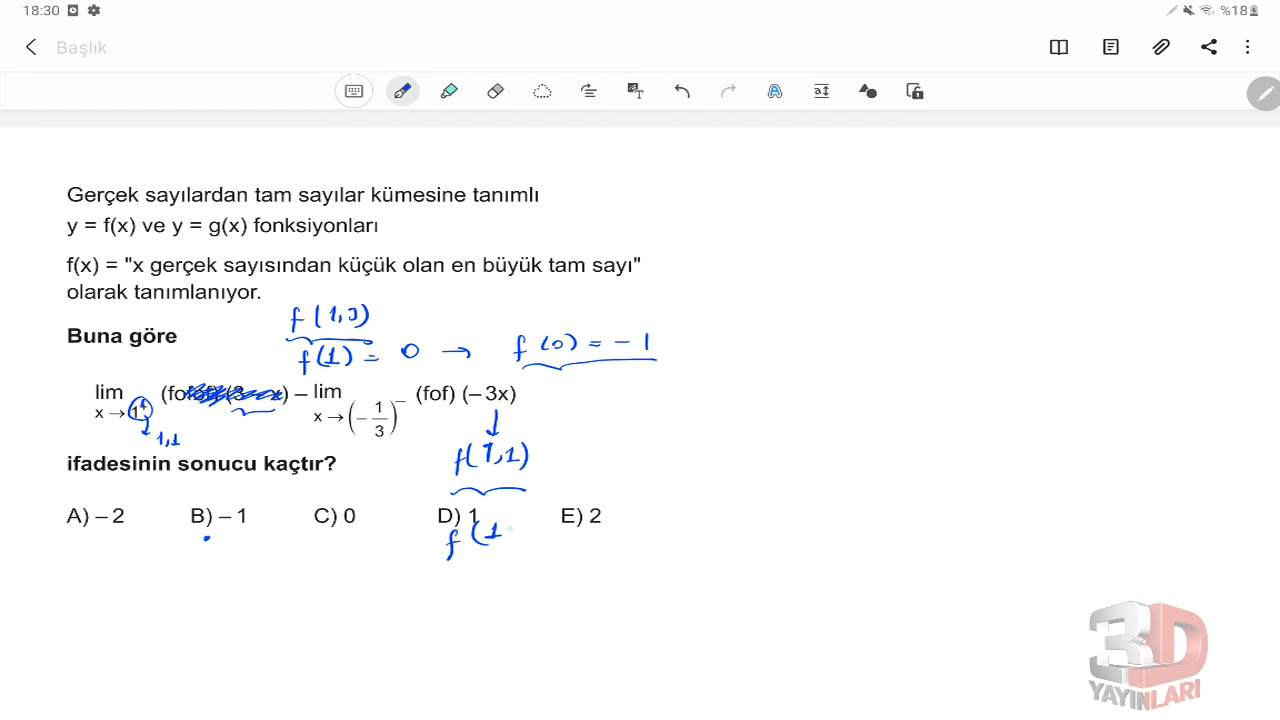 18:30 %18
Başlık
Gerçek sayılardan tam sayılar kümesine tanımlı
y = f(x) ve y = g(x) fonksiyonları
f(x) = "x gerçek sayısından küçük olan en büyük tam sayı"
olarak tanımlanıyor.
f(1,9)
Buna göre
f(1) = 0 → f(0) = -1
lim x→1⁺ (fo x) – lim x→(-1/3)⁻ (fof) (–3x)
1,1
f(1,1)
ifadesinin sonucu kaçtır?
A) – 2 B) – 1 C) 0 D) 1 E) 2
f(1
3D
YAYINLARI